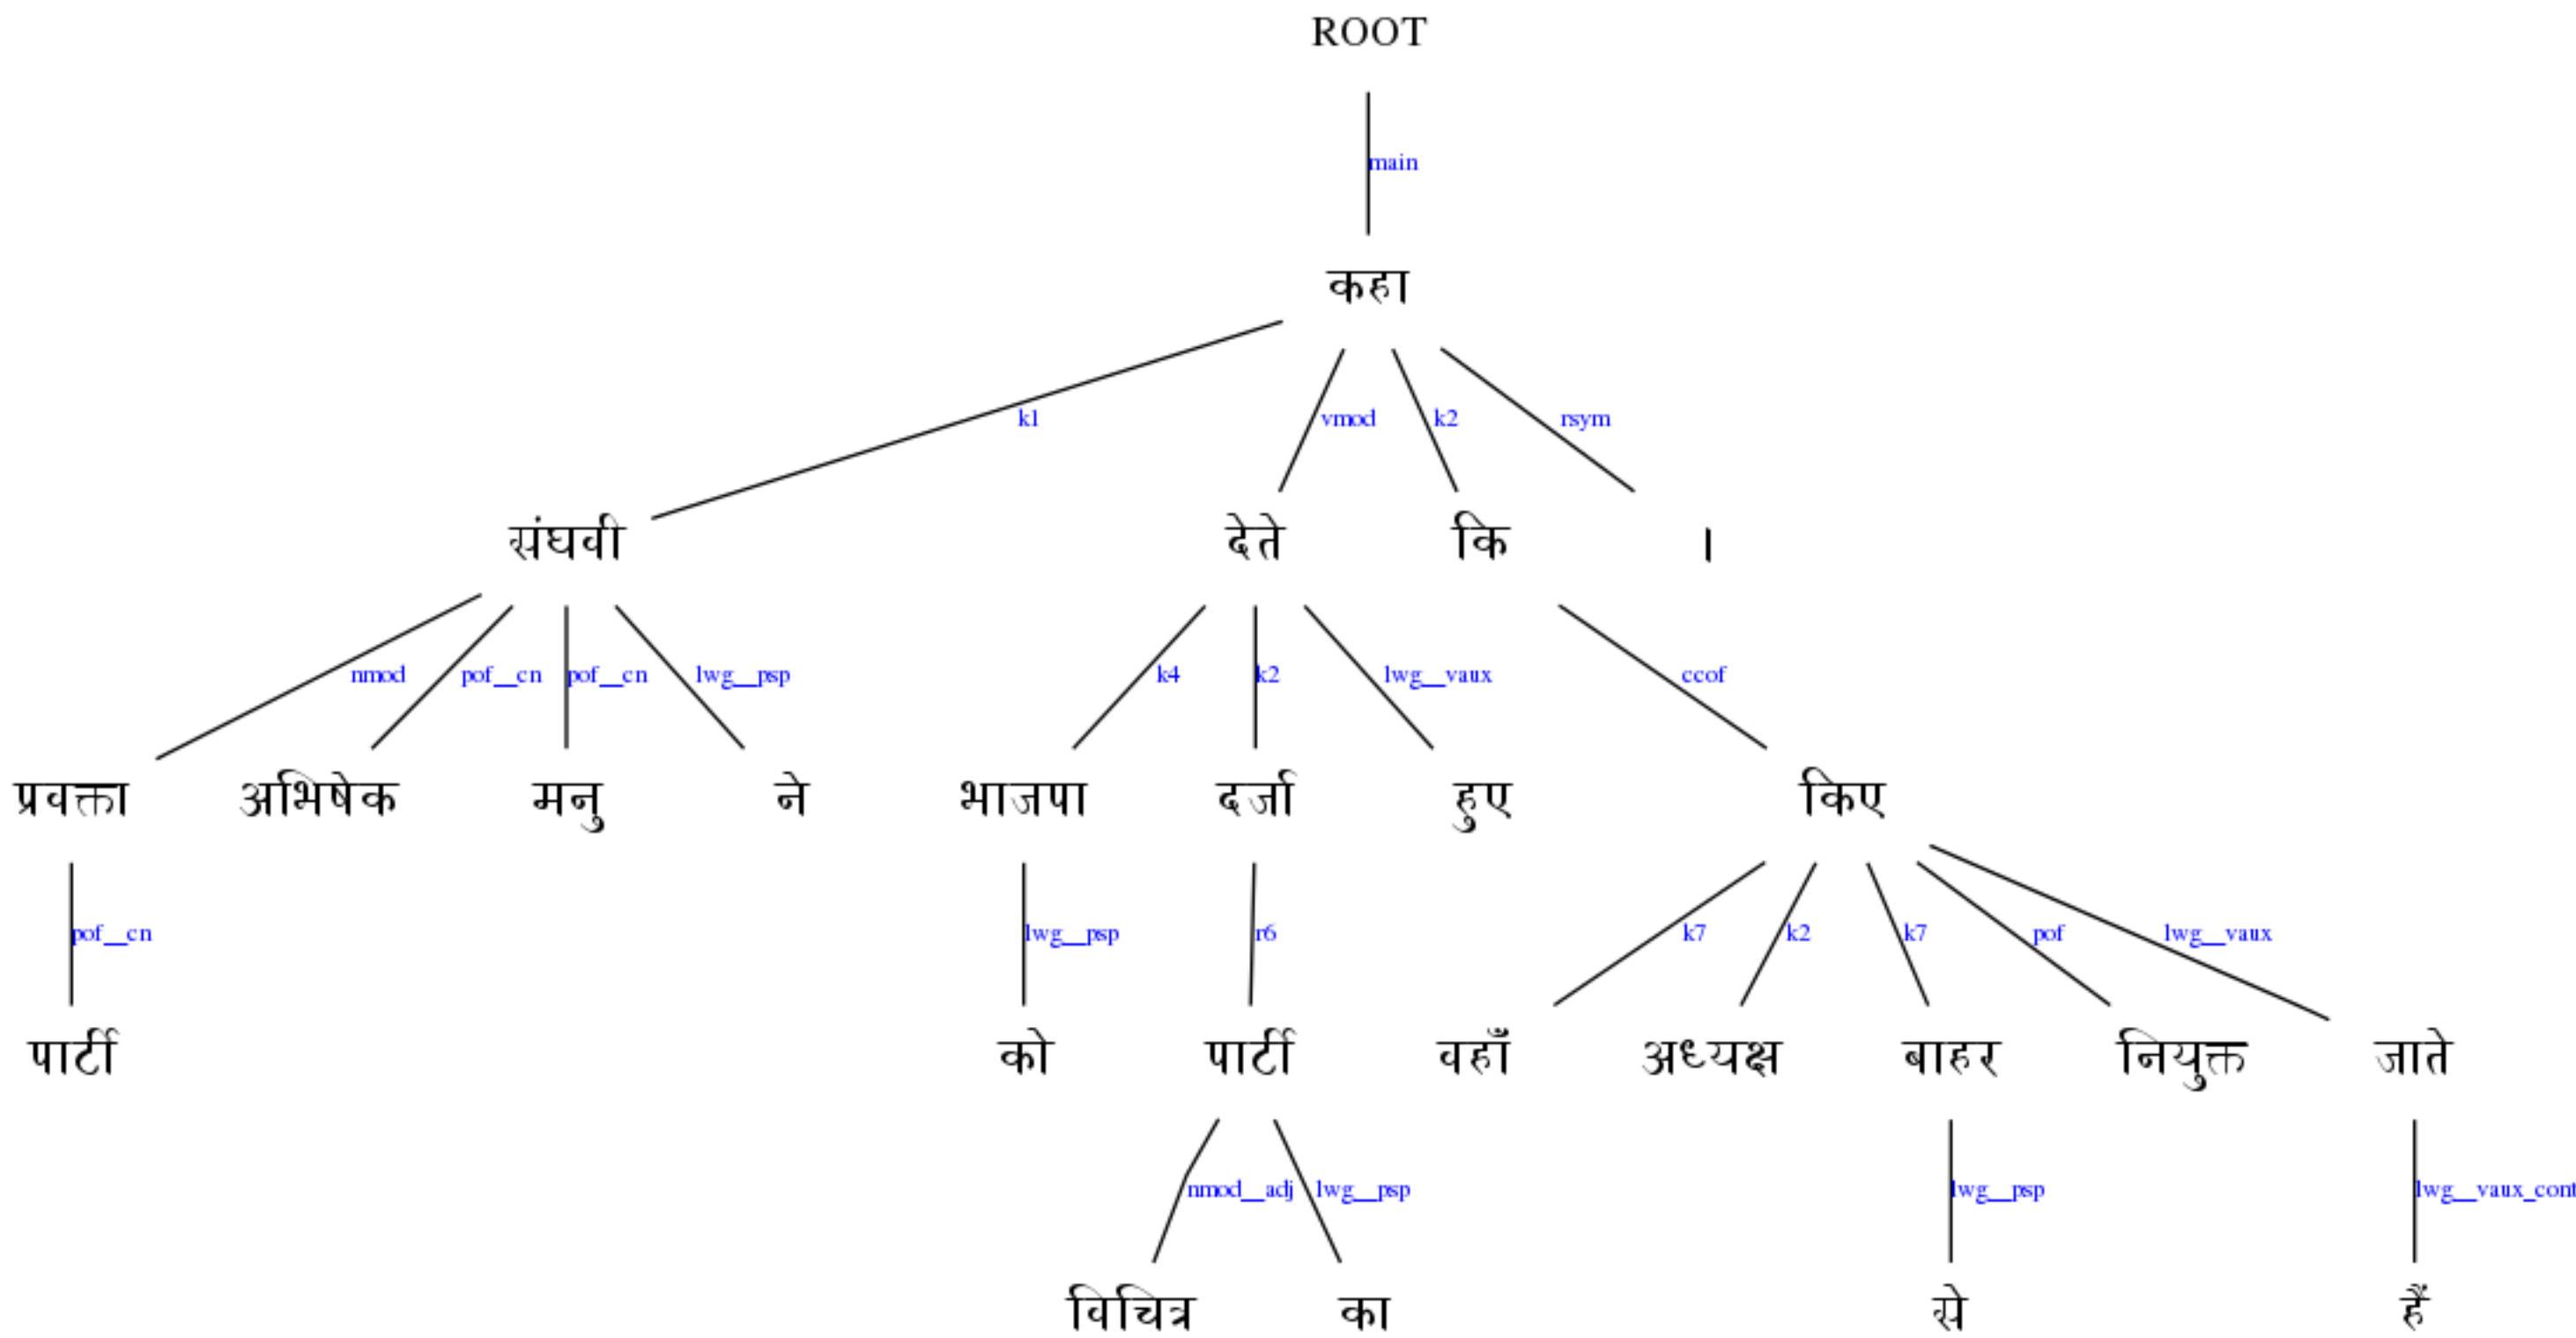 ROOT
main
कहा
k1 vmod k2 rsym
संघवी देते कि ।
nmod pof__cn pof__cn lwg__psp k4 k2 lwg__vaux ccof
प्रवक्ता अभिषेक मनु ने भाजपा दर्जा हुए किए
pof__cn lwg__psp r6 k7 k2 k7 pof lwg__vaux
पार्टी को पार्टी वहाँ अध्यक्ष बाहर नियुक्त जाते
nmod__adj lwg__psp lwg__psp lwg__vaux_cont
विचित्र का से हैं